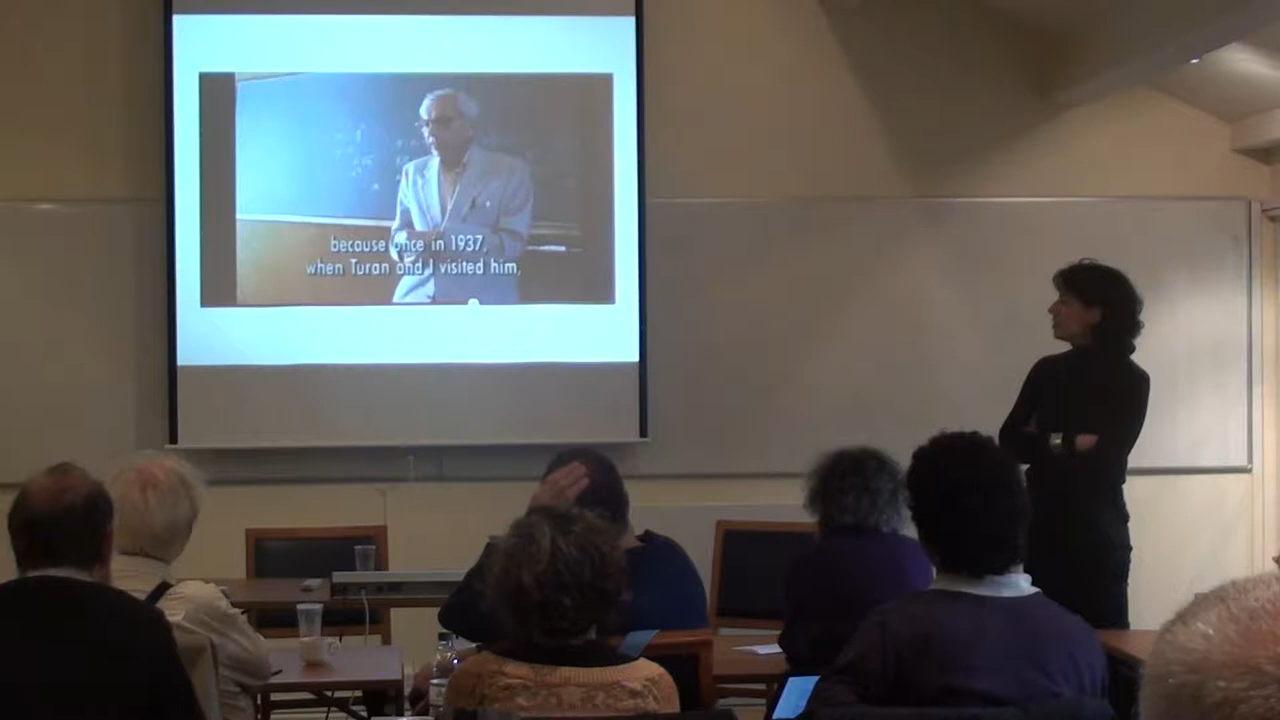 because once in 1937,
when Turan and I visited him,